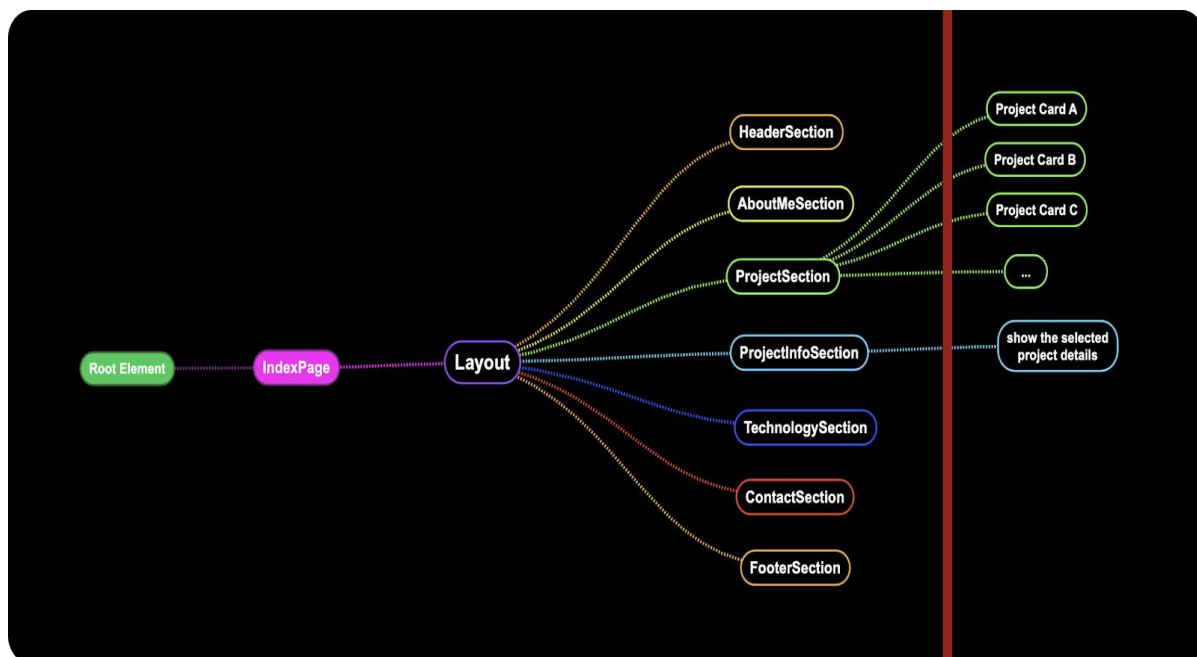 Root Element
IndexPage
Layout
HeaderSection
AboutMeSection
ProjectSection
ProjectInfoSection
TechnologySection
ContactSection
FooterSection
Project Card A
Project Card B
Project Card C
...
show the selected
project details